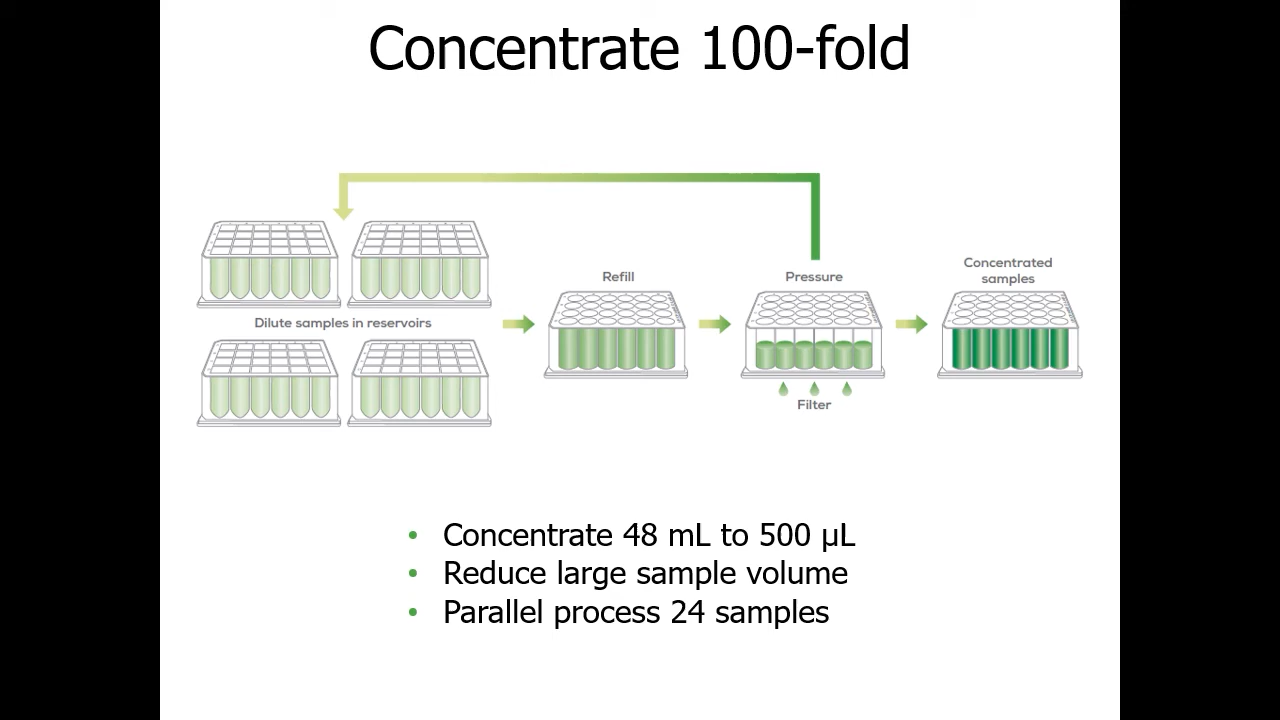 Concentrate 100-fold
Refill
Pressure
Concentrated
samples
Dilute samples in reservoirs
Filter
• Concentrate 48 mL to 500 µL
• Reduce large sample volume
• Parallel process 24 samples